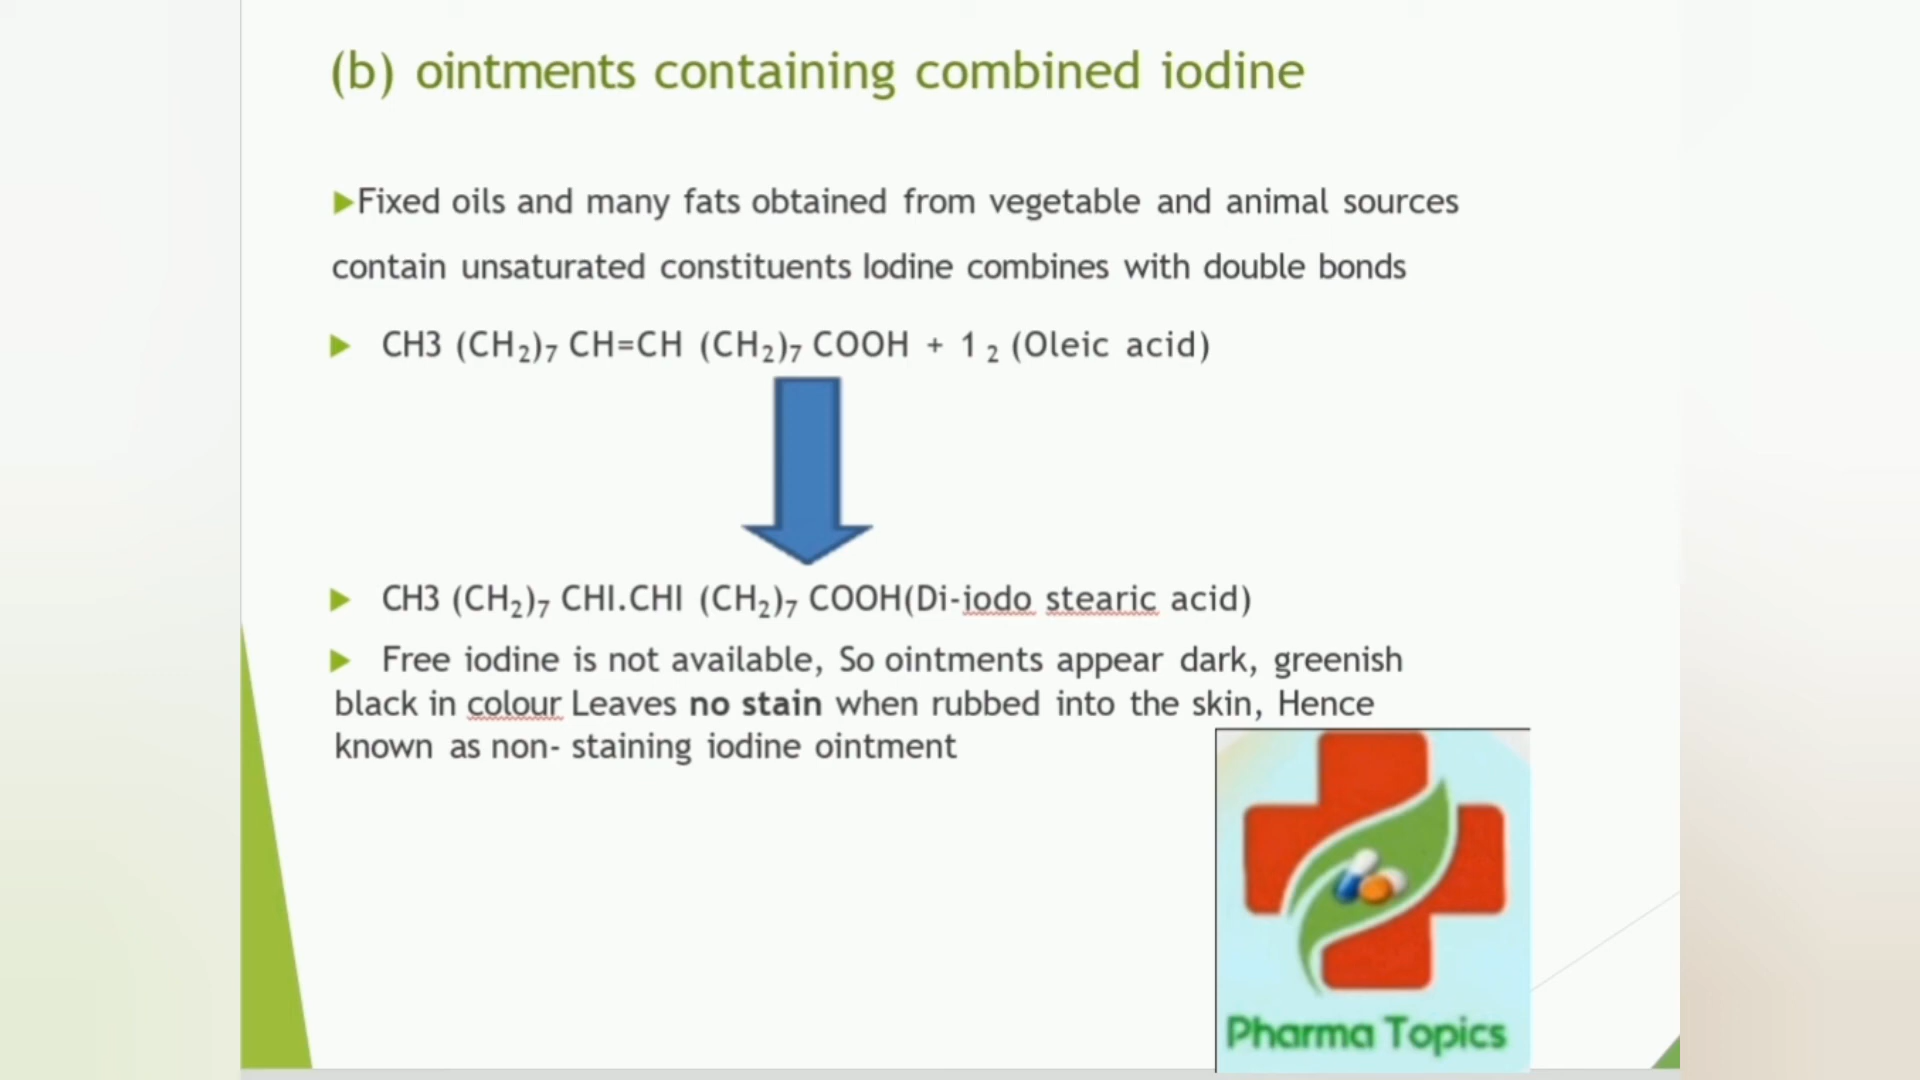 (b) ointments containing combined iodine
Fixed oils and many fats obtained from vegetable and animal sources
contain unsaturated constituents Iodine combines with double bonds
CH3 (CH₂)₇ CH=CH (CH₂)₇ COOH + 1 ₂ (Oleic acid)
CH3 (CH₂)₇ CHI.CHI (CH₂)₇ COOH(Di-iodo stearic acid)
Free iodine is not available, So ointments appear dark, greenish
black in colour Leaves no stain when rubbed into the skin, Hence
known as non- staining iodine ointment
Pharma Topics